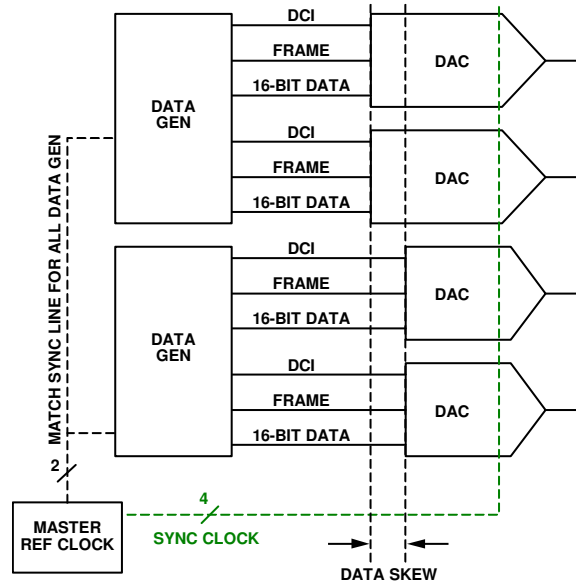 DCI
FRAME
16-BIT DATA
DAC
DATA
GEN
DCI
FRAME
16-BIT DATA
DAC
MATCH SYNC LINE FOR ALL DATA GEN
DCI
FRAME
16-BIT DATA
DAC
DATA
GEN
DCI
FRAME
16-BIT DATA
DAC
2
4
MASTER
REF CLOCK
SYNC CLOCK
DATA SKEW